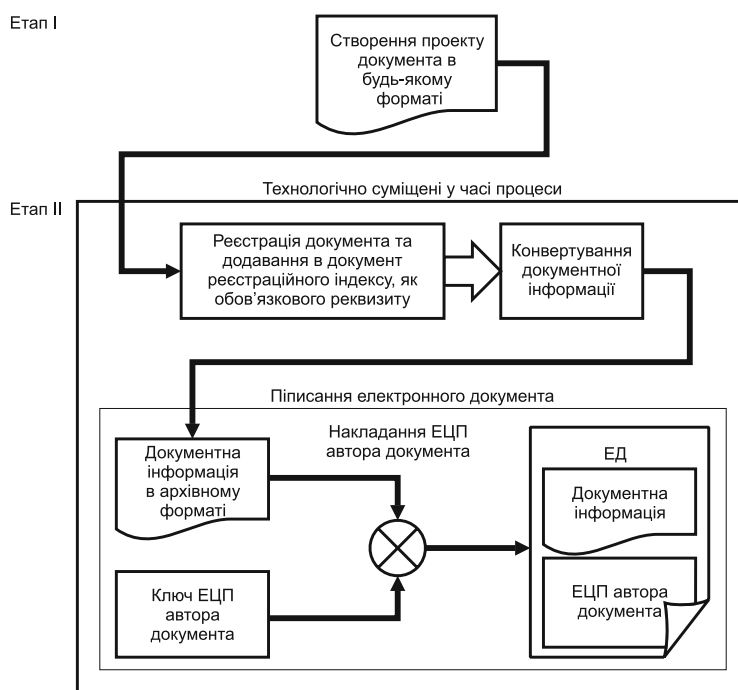 Етап I
Створення проекту
документа в
будь-якому
форматі
Технологічно суміщені у часі процеси
Етап II
Реєстрація документа та
додавання в документ
реєстраційного індексу, як
обов’язкового реквизиту
Конвертування
документної
інформації
Піписання електронного документа
Документна
інформація
в архівному
форматі
Накладання ЕЦП
автора документа
ЕД
Документна
інформація
Ключ ЕЦП
автора
документа
ЕЦП автора
документа